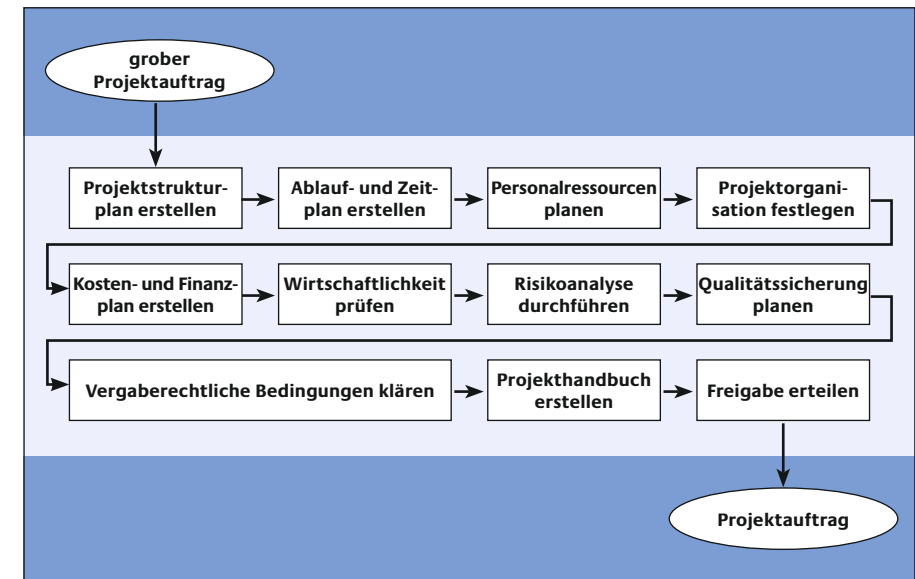 grober
Projektauftrag
Projektstruktur-
plan erstellen
Ablauf- und Zeit-
plan erstellen
Personalressourcen
planen
Projektorgani-
sation festlegen
Kosten- und Finanz-
plan erstellen
Wirtschaftlichkeit
prüfen
Risikoanalyse
durchführen
Qualitätssicherung
planen
Vergaberechtliche Bedingungen klären
Projekthandbuch
erstellen
Freigabe erteilen
Projektauftrag